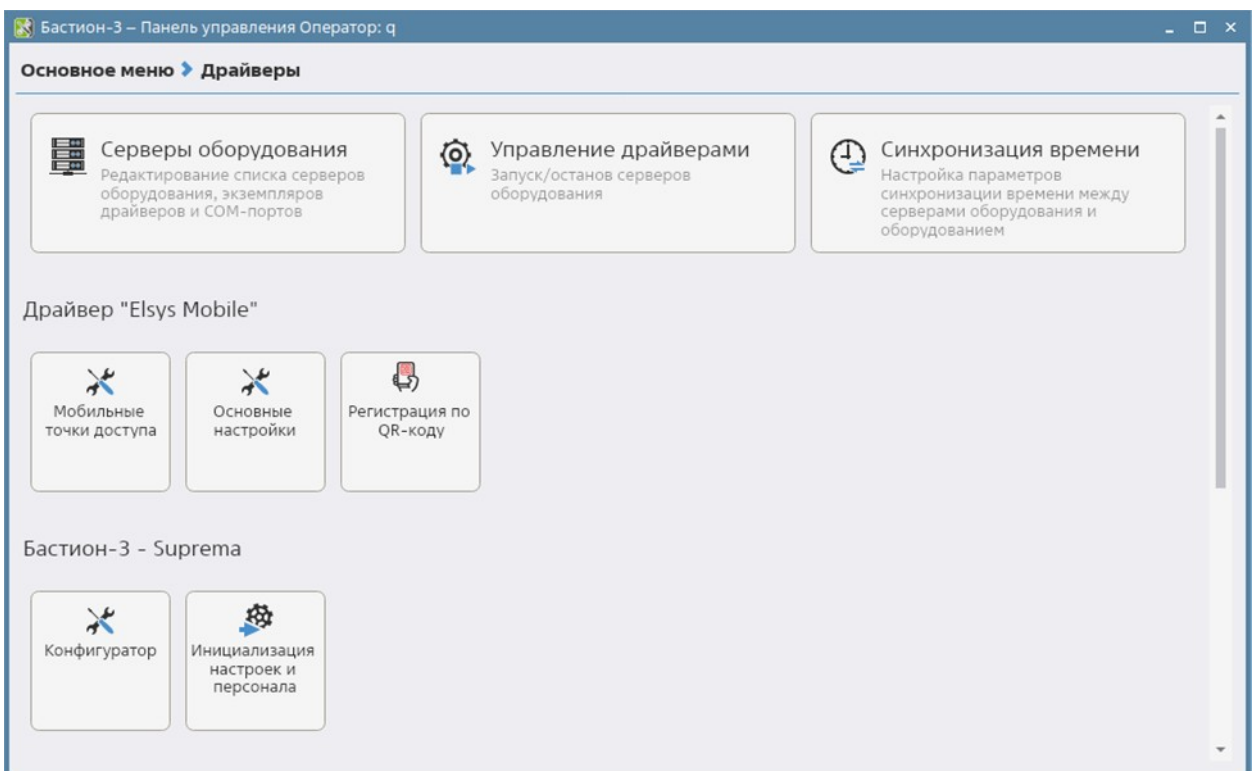 Бастион-3 – Панель управления Оператор: q
Основное меню Драйверы
Серверы оборудования
Редактирование списка серверов
оборудования, экземпляров
драйверов и COM-портов
Управление драйверами
Запуск/останов серверов
оборудования
Синхронизация времени
Настройка параметров
синхронизации времени между
серверами оборудования и
оборудованием
Драйвер "Elsys Mobile"
Мобильные
точки доступа
Основные
настройки
Регистрация по
QR-коду
Бастион-3 - Suprema
Конфигуратор
Инициализация
настроек и
персонала